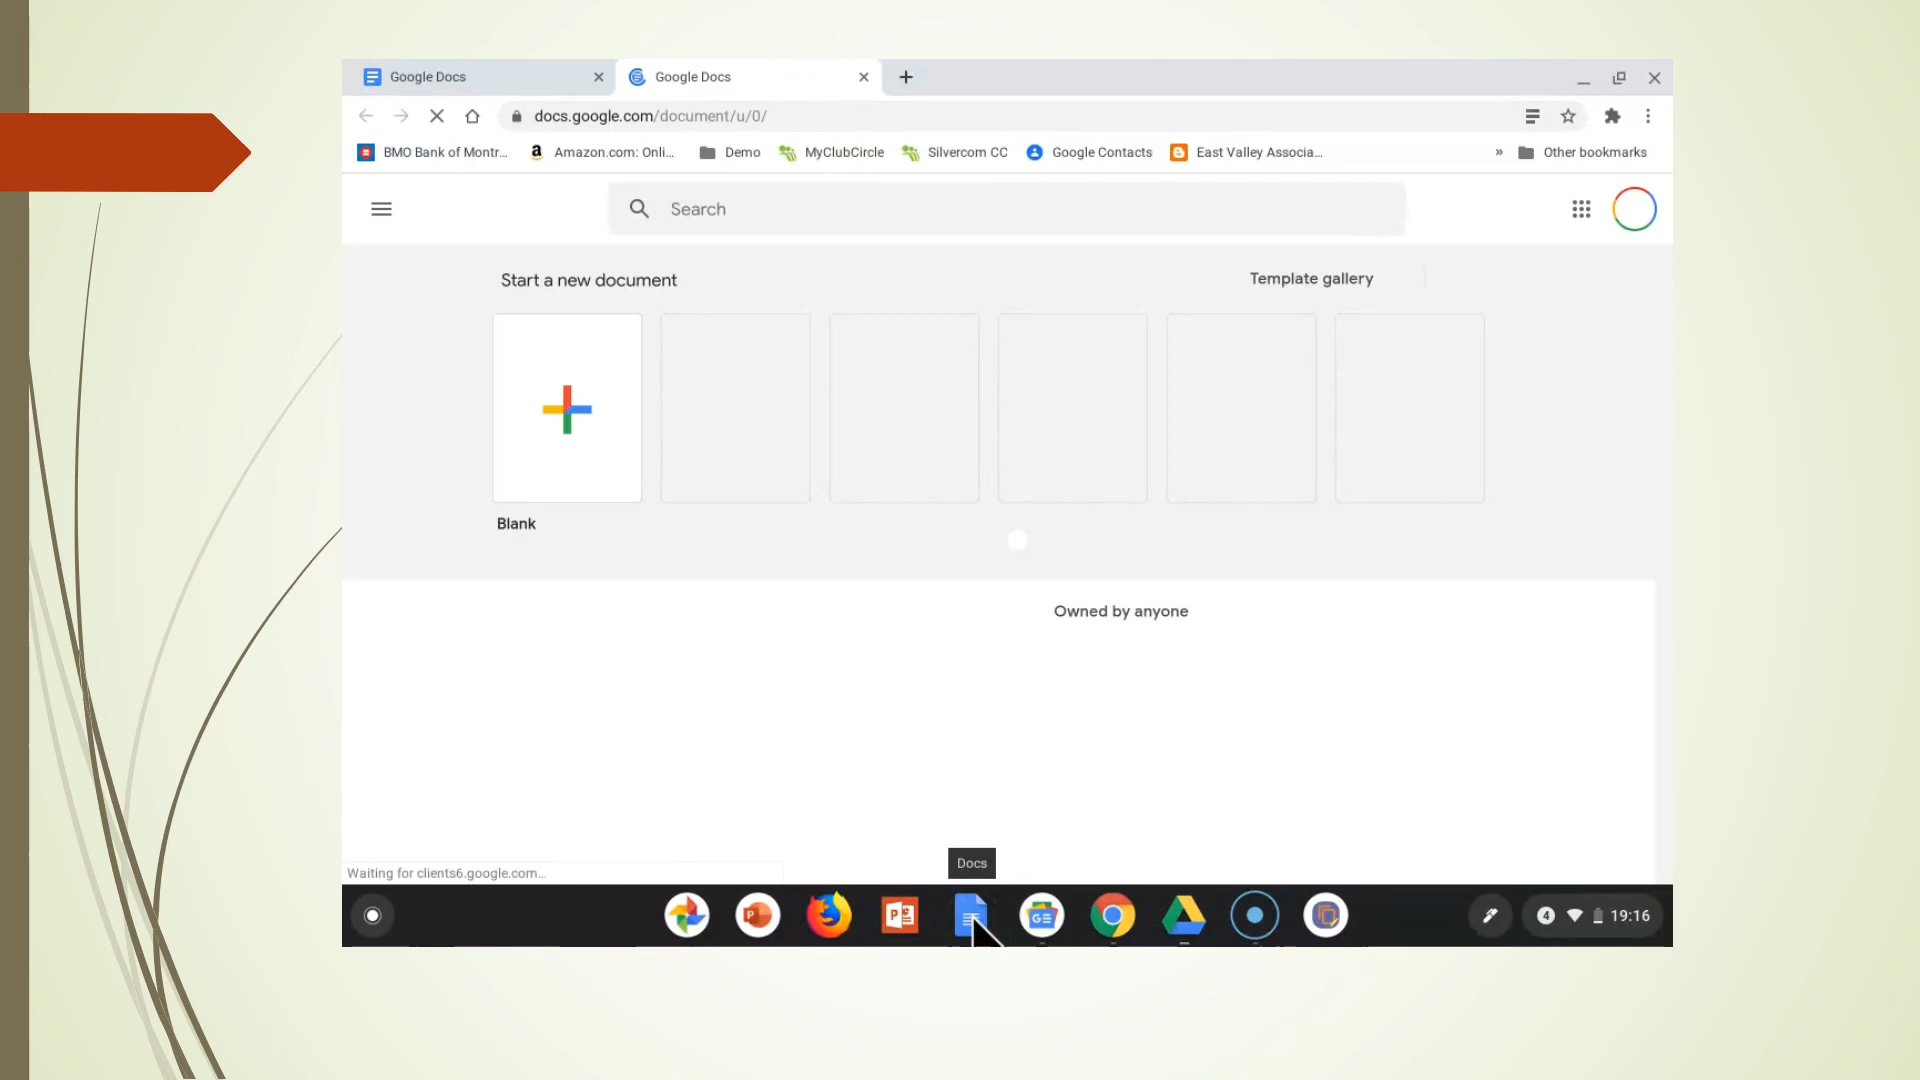 Google Docs
Google Docs
docs.google.com/document/u/0/
BMO Bank of Montr...
a Amazon.com: Onli...
Demo
MyClubCircle
Silvercom CC
Google Contacts
East Valley Associa...
»
Other bookmarks
Search
Start a new document
Template gallery
Blank
Owned by anyone
Waiting for clients6.google.com...
Docs
P
P
GE
4
19:16